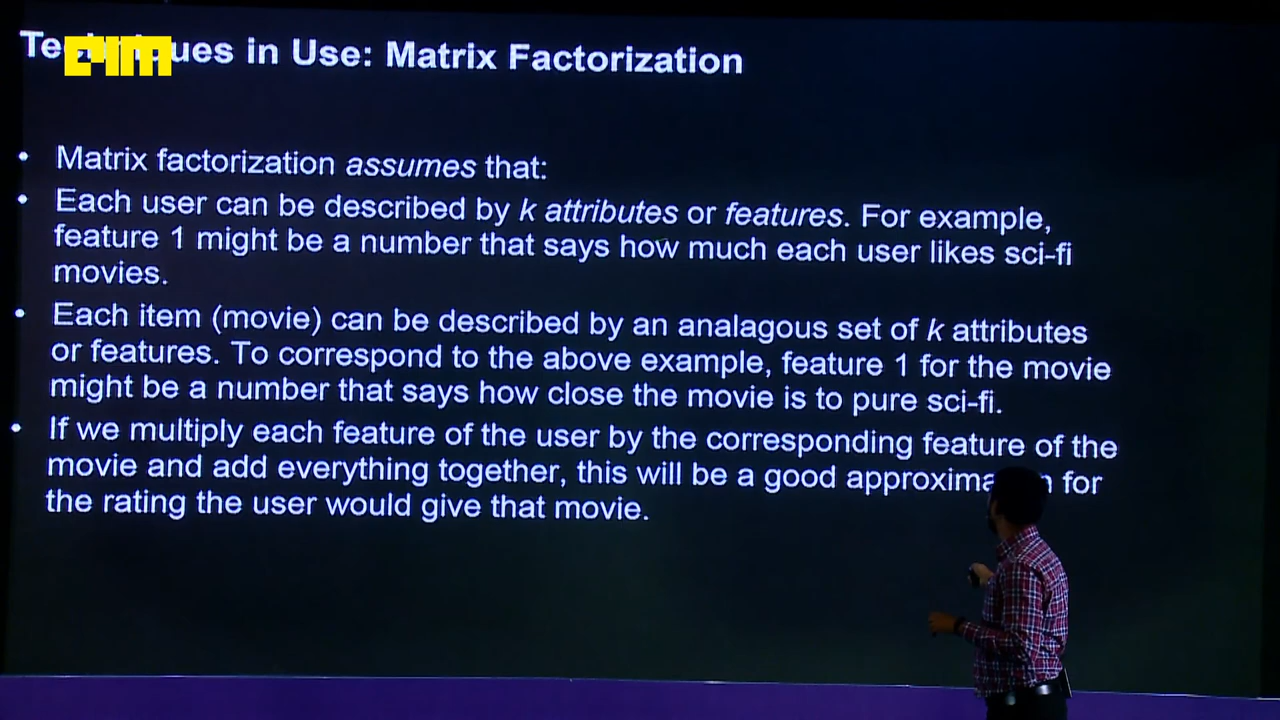 AIM
in Use: Matrix Factorization
• Matrix factorization assumes that:
• Each user can be described by k attributes or features. For example,
feature 1 might be a number that says how much each user likes sci-fi
movies.
• Each item (movie) can be described by an analagous set of k attributes
or features. To correspond to the above example, feature 1 for the movie
might be a number that says how close the movie is to pure sci-fi.
• If we multiply each feature of the user by the corresponding feature of the
movie and add everything together, this will be a good for
the rating the user would give that movie.